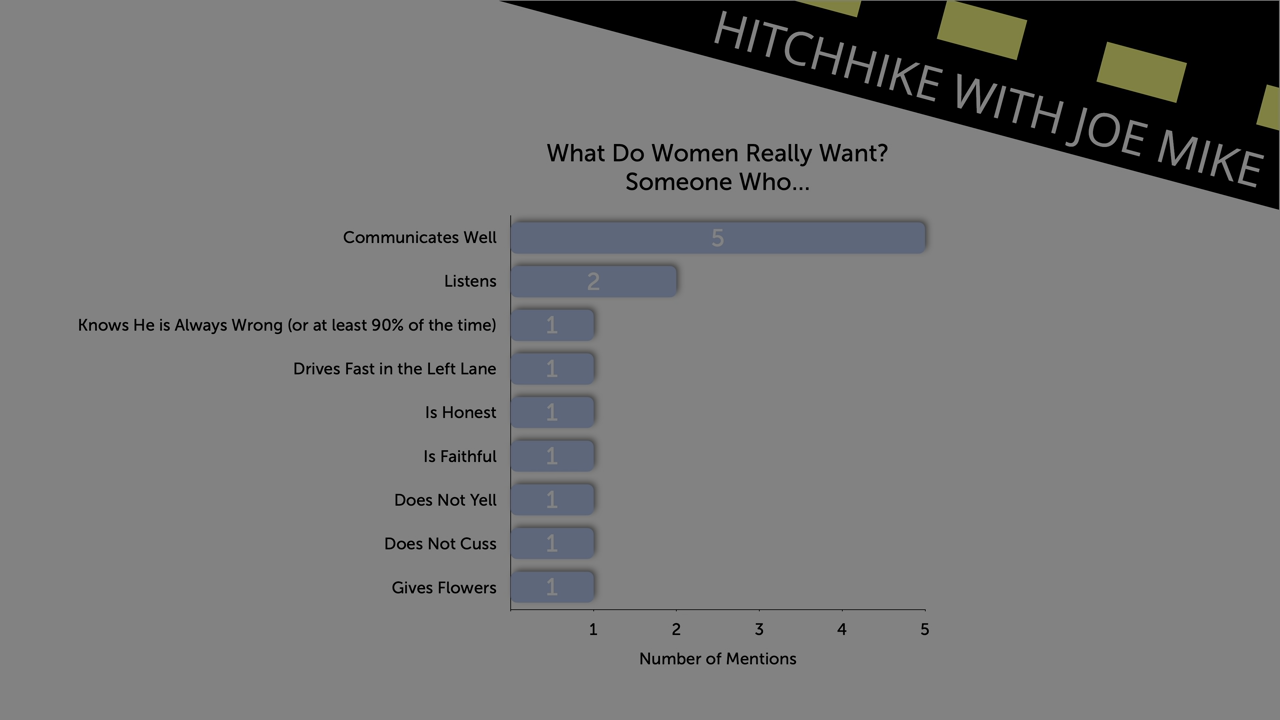 HITCHHIKE WITH JOE MIKE
What Do Women Really Want?
Someone Who...
Communicates Well
5
Listens
2
Knows He is Always Wrong (or at least 90% of the time)
1
Drives Fast in the Left Lane
1
Is Honest
1
Is Faithful
1
Does Not Yell
1
Does Not Cuss
1
Gives Flowers
1
1 2 3 4 5
Number of Mentions